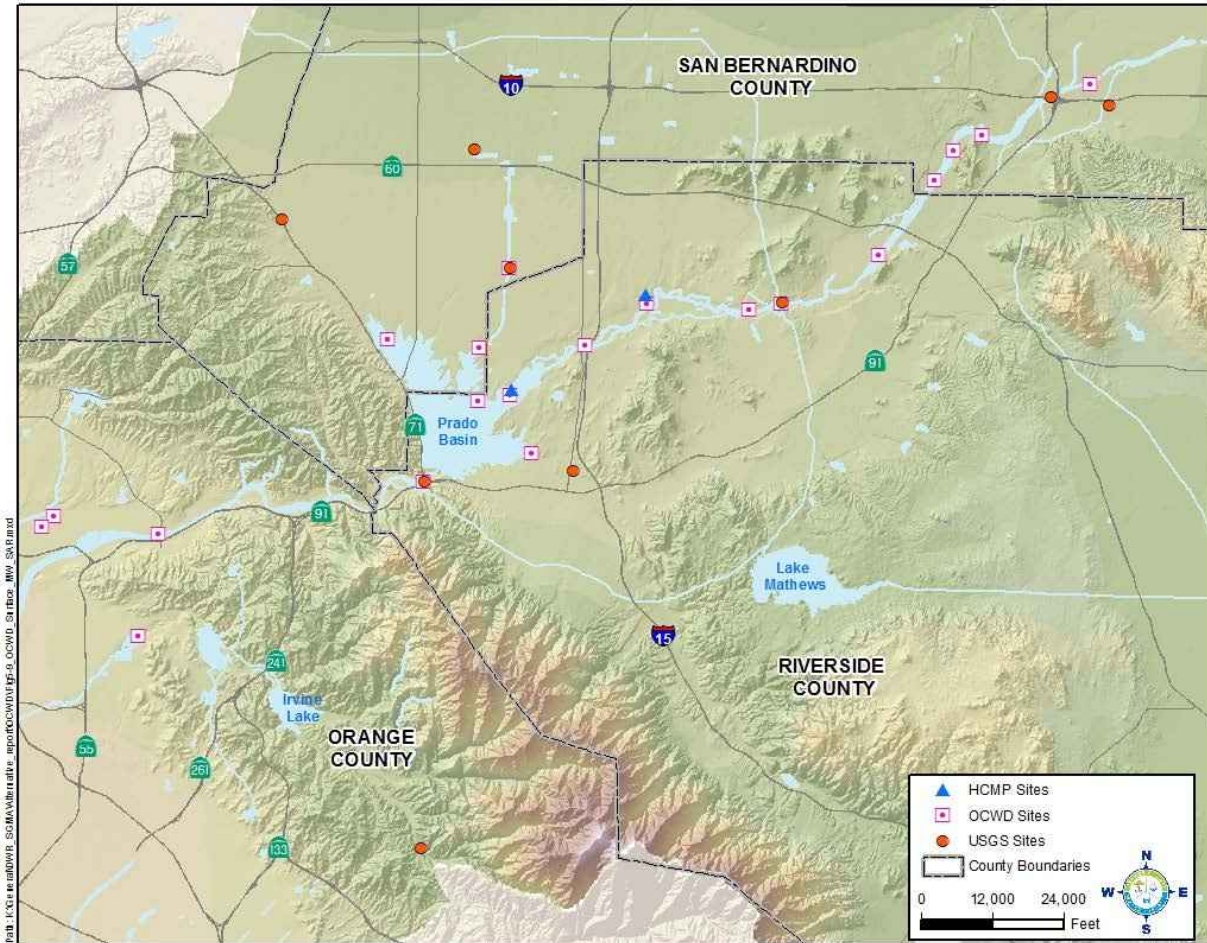 SAN BERNARDINO
COUNTY
10
60
57
91
71
Prado
Basin
91
Lake
Mathews
15
RIVERSIDE
COUNTY
241
Irvine
Lake
ORANGE
COUNTY
55
261
133
HCMP Sites
OCWD Sites
USGS Sites
County Boundaries
0 12,000 24,000
Feet
N
W E
S